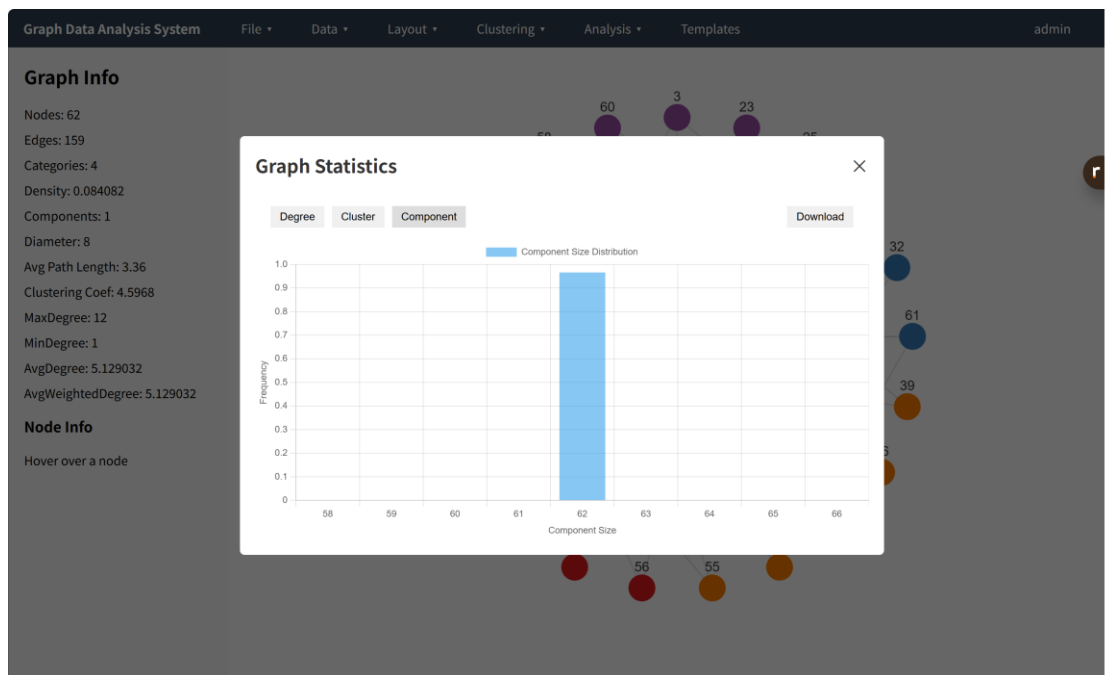 Graph Data Analysis System File ▾ Data ▾ Layout ▾ Clustering ▾ Analysis ▾ Templates admin
Graph Info
Nodes: 62
Edges: 159
Categories: 4
Density: 0.084082
Components: 1
Diameter: 8
Avg Path Length: 3.36
Clustering Coef: 4.5968
MaxDegree: 12
MinDegree: 1
AvgDegree: 5.129032
AvgWeightedDegree: 5.129032
Node Info
Hover over a node
60
3
23
Graph Statistics
Degree Cluster Component Download
Component Size Distribution
1.0
0.9
0.8
0.7
0.6
0.5
0.4
0.3
0.2
0.1
0
Frequency
58 59 60 61 62 63 64 65 66
Component Size
32
61
39
56
55
r